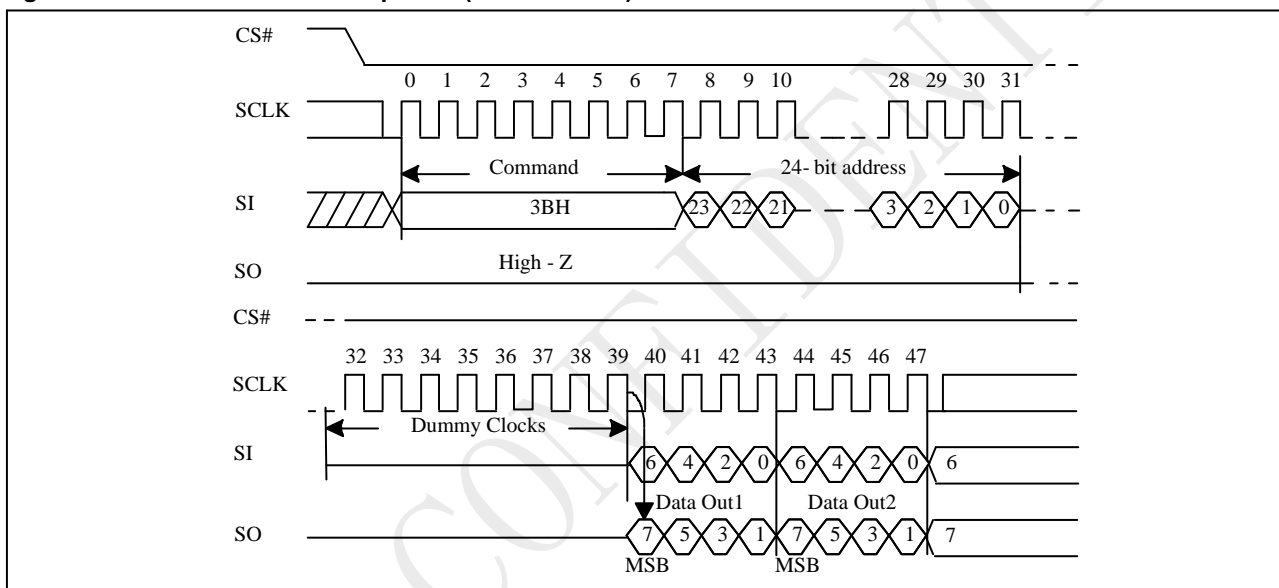 CS#
0 1 2 3 4 5 6 7 8 9 10 28 29 30 31
SCLK
Command 24- bit address
SI 3BH 23 22 21 3 2 1 0
High - Z
SO
CS#
32 33 34 35 36 37 38 39 40 41 42 43 44 45 46 47
SCLK
Dummy Clocks
SI 6 4 2 0 6 4 2 0 6
Data Out1 Data Out2
SO 7 5 3 1 7 5 3 1 7
MSB MSB
CONFIDENT